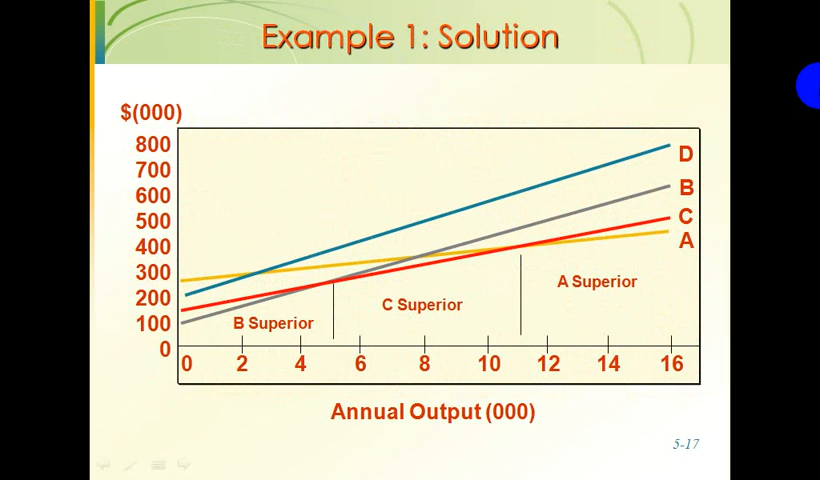 Example 1: Solution
$(000)
800
700
600
500
400
300
200
100
0
D
B
C
A
A Superior
C Superior
B Superior
0 2 4 6 8 10 12 14 16
Annual Output (000)
5-17